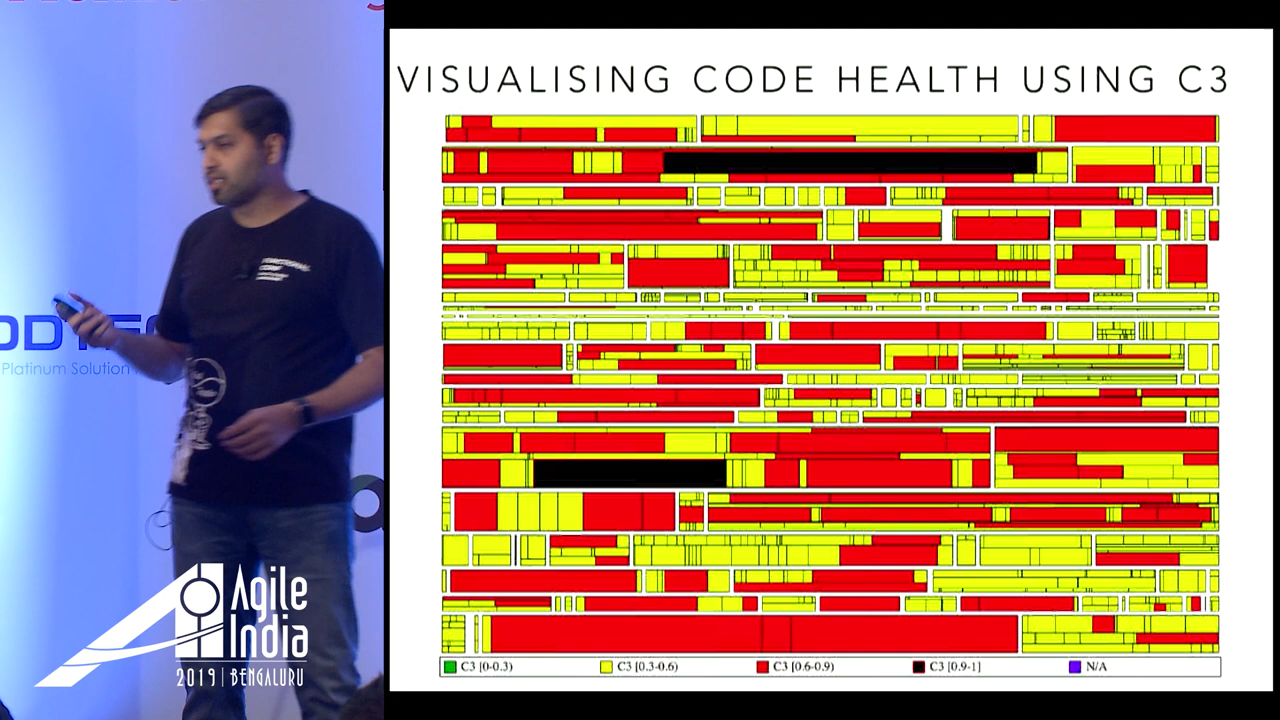 VISUALISING CODE HEALTH USING C3
Platinum Solution
Agile
India
2019 | BENGALURU
C3 [0-0.3)
C3 [0.3-0.6)
C3 [0.6-0.9)
C3 [0.9-1]
N/A